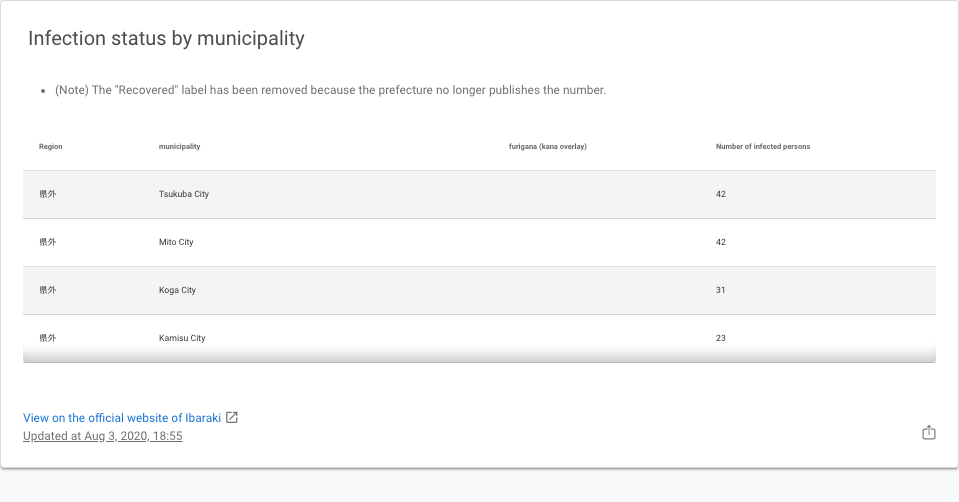 Infection status by municipality
(Note) The "Recovered" label has been removed because the prefecture no longer publishes the number.
Region municipality furigana (kana overlay) Number of infected persons
県外 Tsukuba City 42
県外 Mito City 42
県外 Koga City 31
県外 Kamisu City 23
View on the official website of Ibaraki
Updated at Aug 3, 2020, 18:55